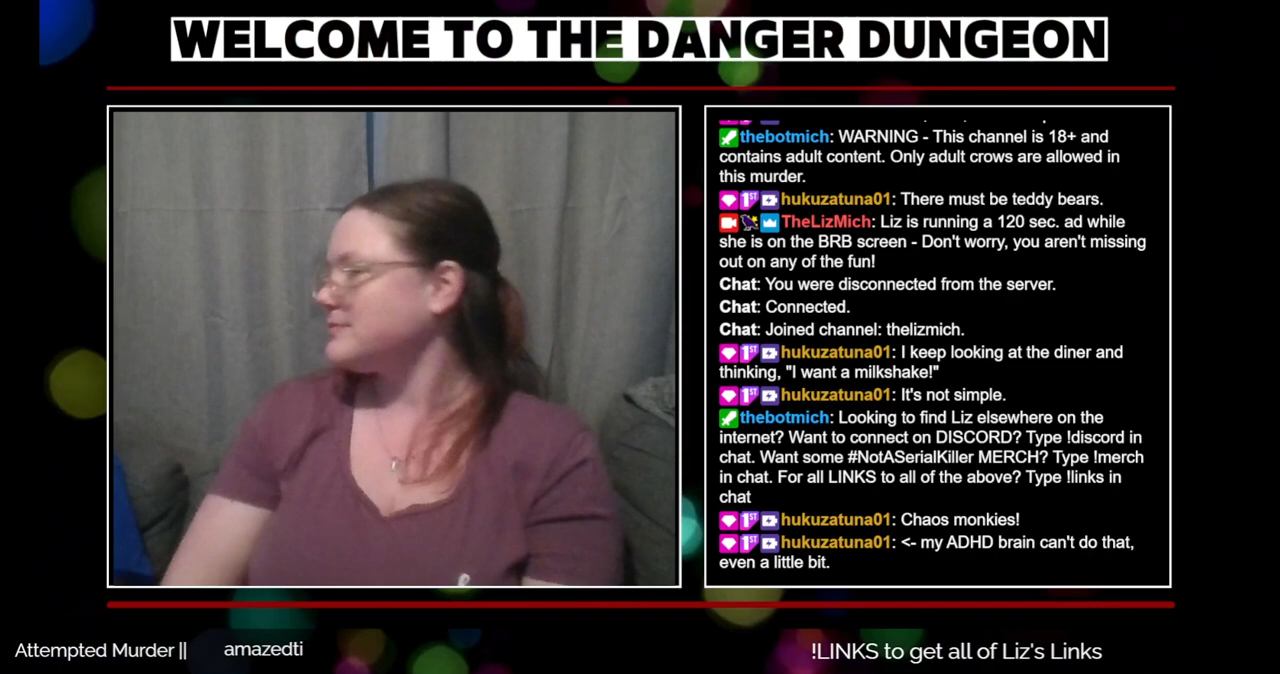 WELCOME TO THE DANGER DUNGEON
thebotmich: WARNING - This channel is 18+ and
contains adult content. Only adult crows are allowed in
this murder.
1ST hukuzatuna01: There must be teddy bears.
TheLizMich: Liz is running a 120 sec. ad while
she is on the BRB screen - Don't worry, you aren't missing
out on any of the fun!
Chat: You were disconnected from the server.
Chat: Connected.
Chat: Joined channel: thelizmich.
1ST hukuzatuna01: I keep looking at the diner and
thinking, "I want a milkshake!"
1ST hukuzatuna01: It's not simple.
thebotmich: Looking to find Liz elsewhere on the
internet? Want to connect on DISCORD? Type !discord in
chat. Want some #NotASerialKiller MERCH? Type !merch
in chat. For all LINKS to all of the above? Type !links in
chat
1ST hukuzatuna01: Chaos monkies!
1ST hukuzatuna01: <- my ADHD brain can't do that,
even a little bit.
Attempted Murder || amazedti
!LINKS to get all of Liz's Links